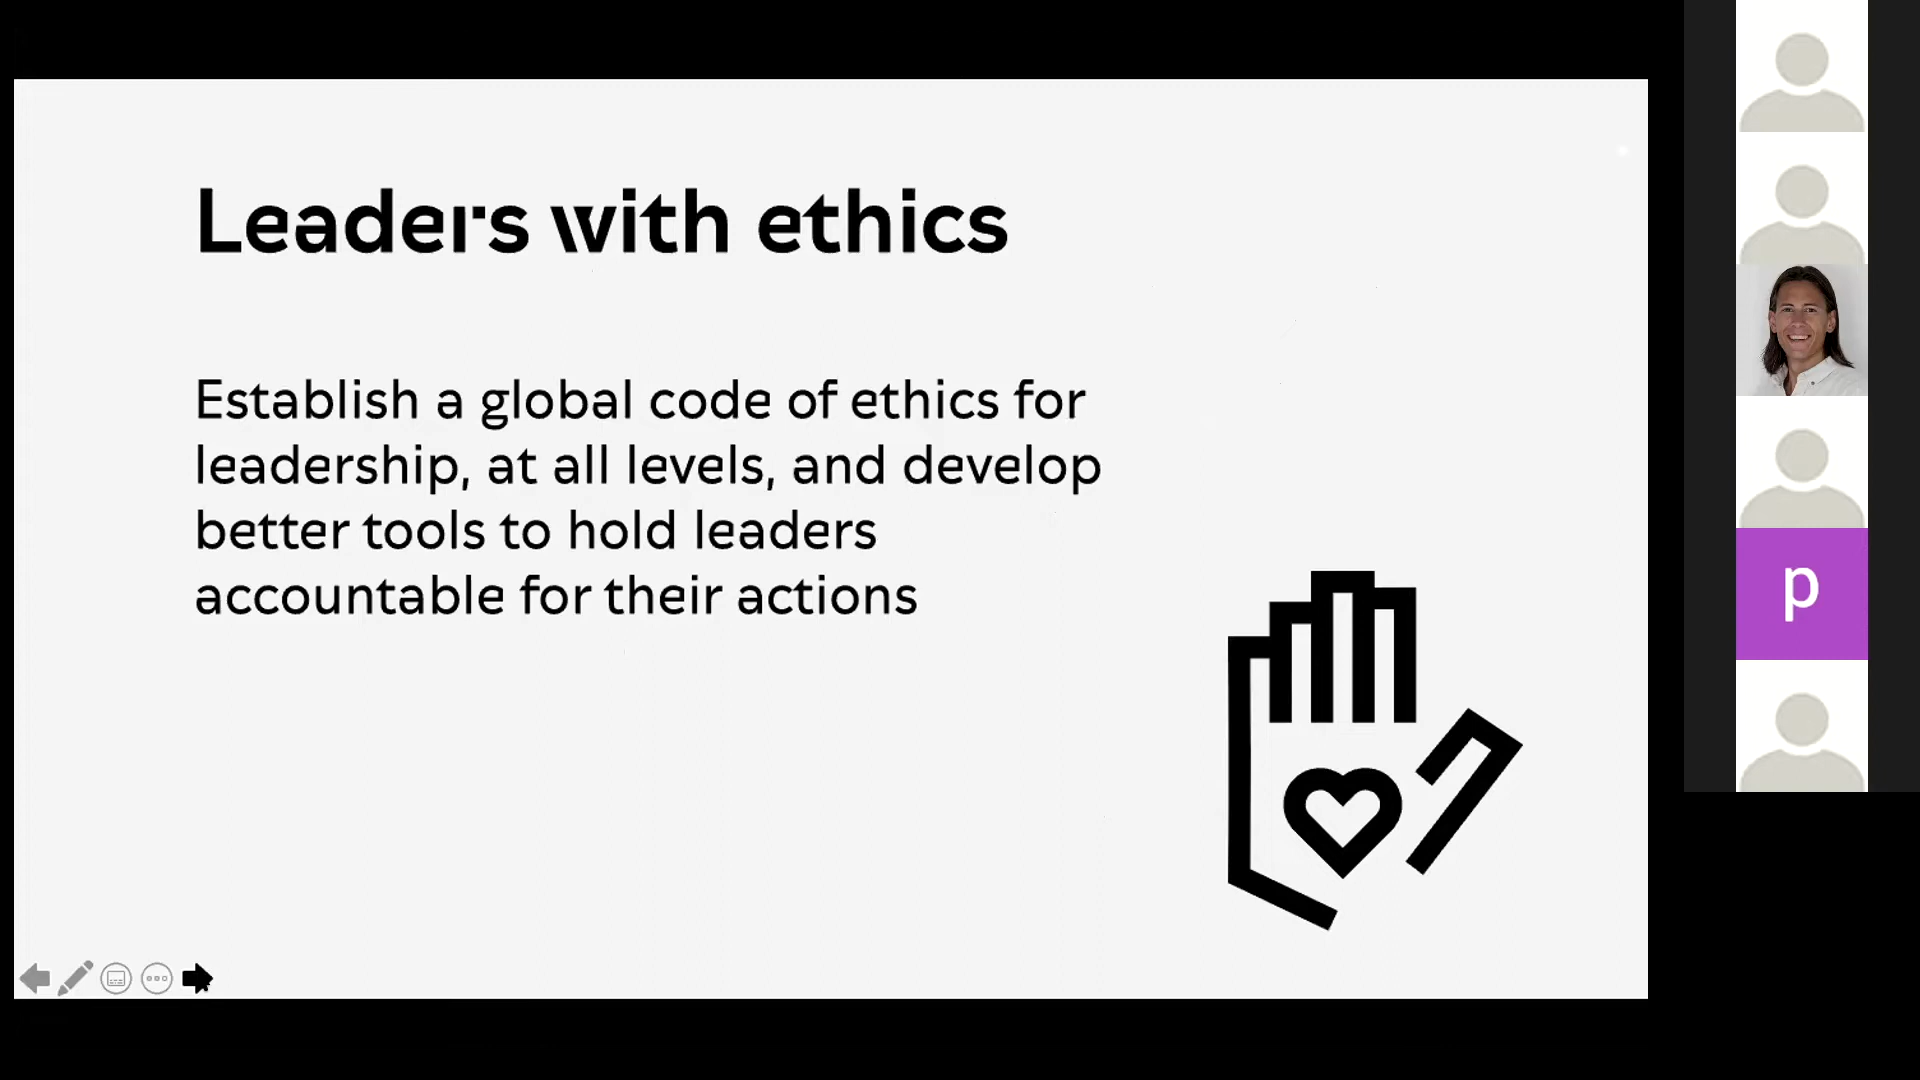 Leaders with ethics
Establish a global code of ethics for
leadership, at all levels, and develop
better tools to hold leaders
accountable for their actions
p